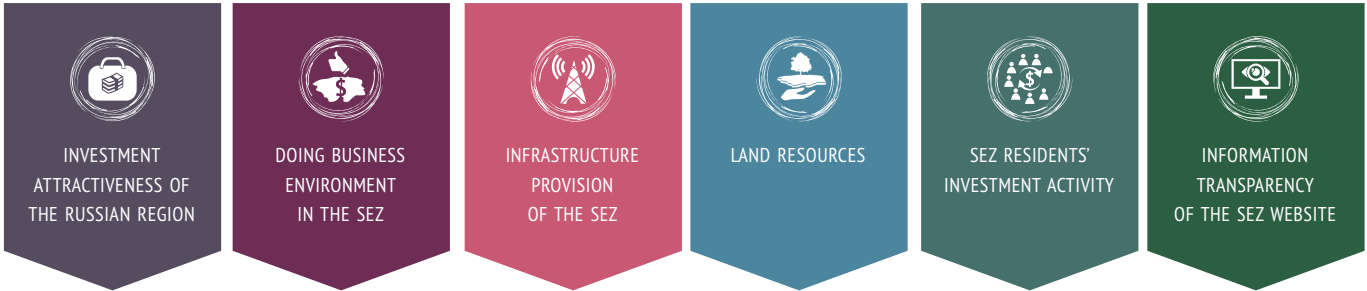 INVESTMENT
ATTRACTIVENESS OF
THE RUSSIAN REGION
DOING BUSINESS
ENVIRONMENT
IN THE SEZ
INFRASTRUCTURE
PROVISION
OF THE SEZ
LAND RESOURCES
SEZ RESIDENTS’
INVESTMENT ACTIVITY
INFORMATION
TRANSPARENCY
OF THE SEZ WEBSITE